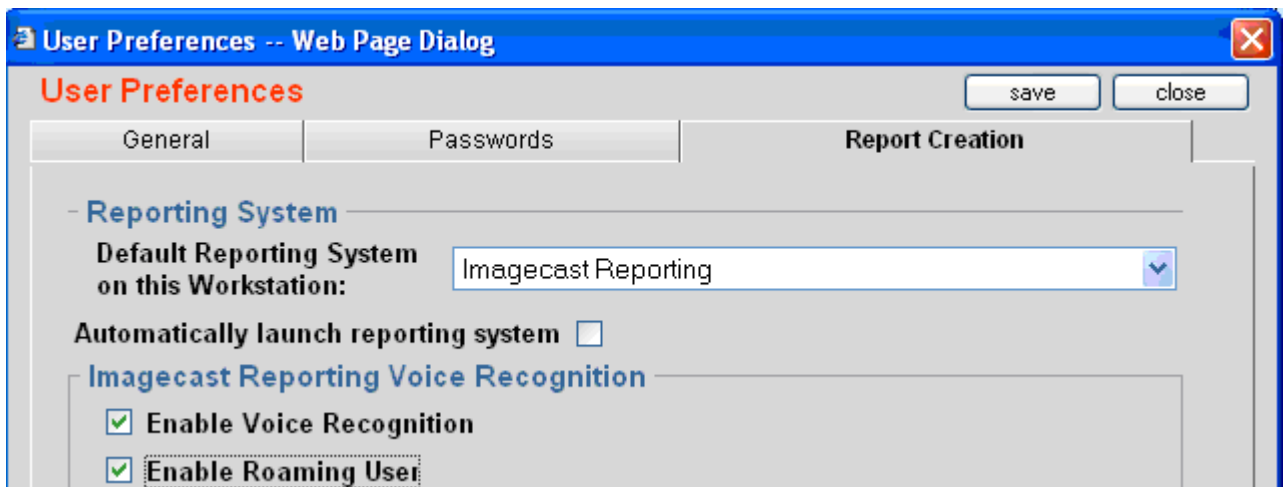 User Preferences -- Web Page Dialog
User Preferences
save
close
General
Passwords
Report Creation
Reporting System
Default Reporting System
on this Workstation:
Imagecast Reporting
Automatically launch reporting system
Imagecast Reporting Voice Recognition
Enable Voice Recognition
Enable Roaming User